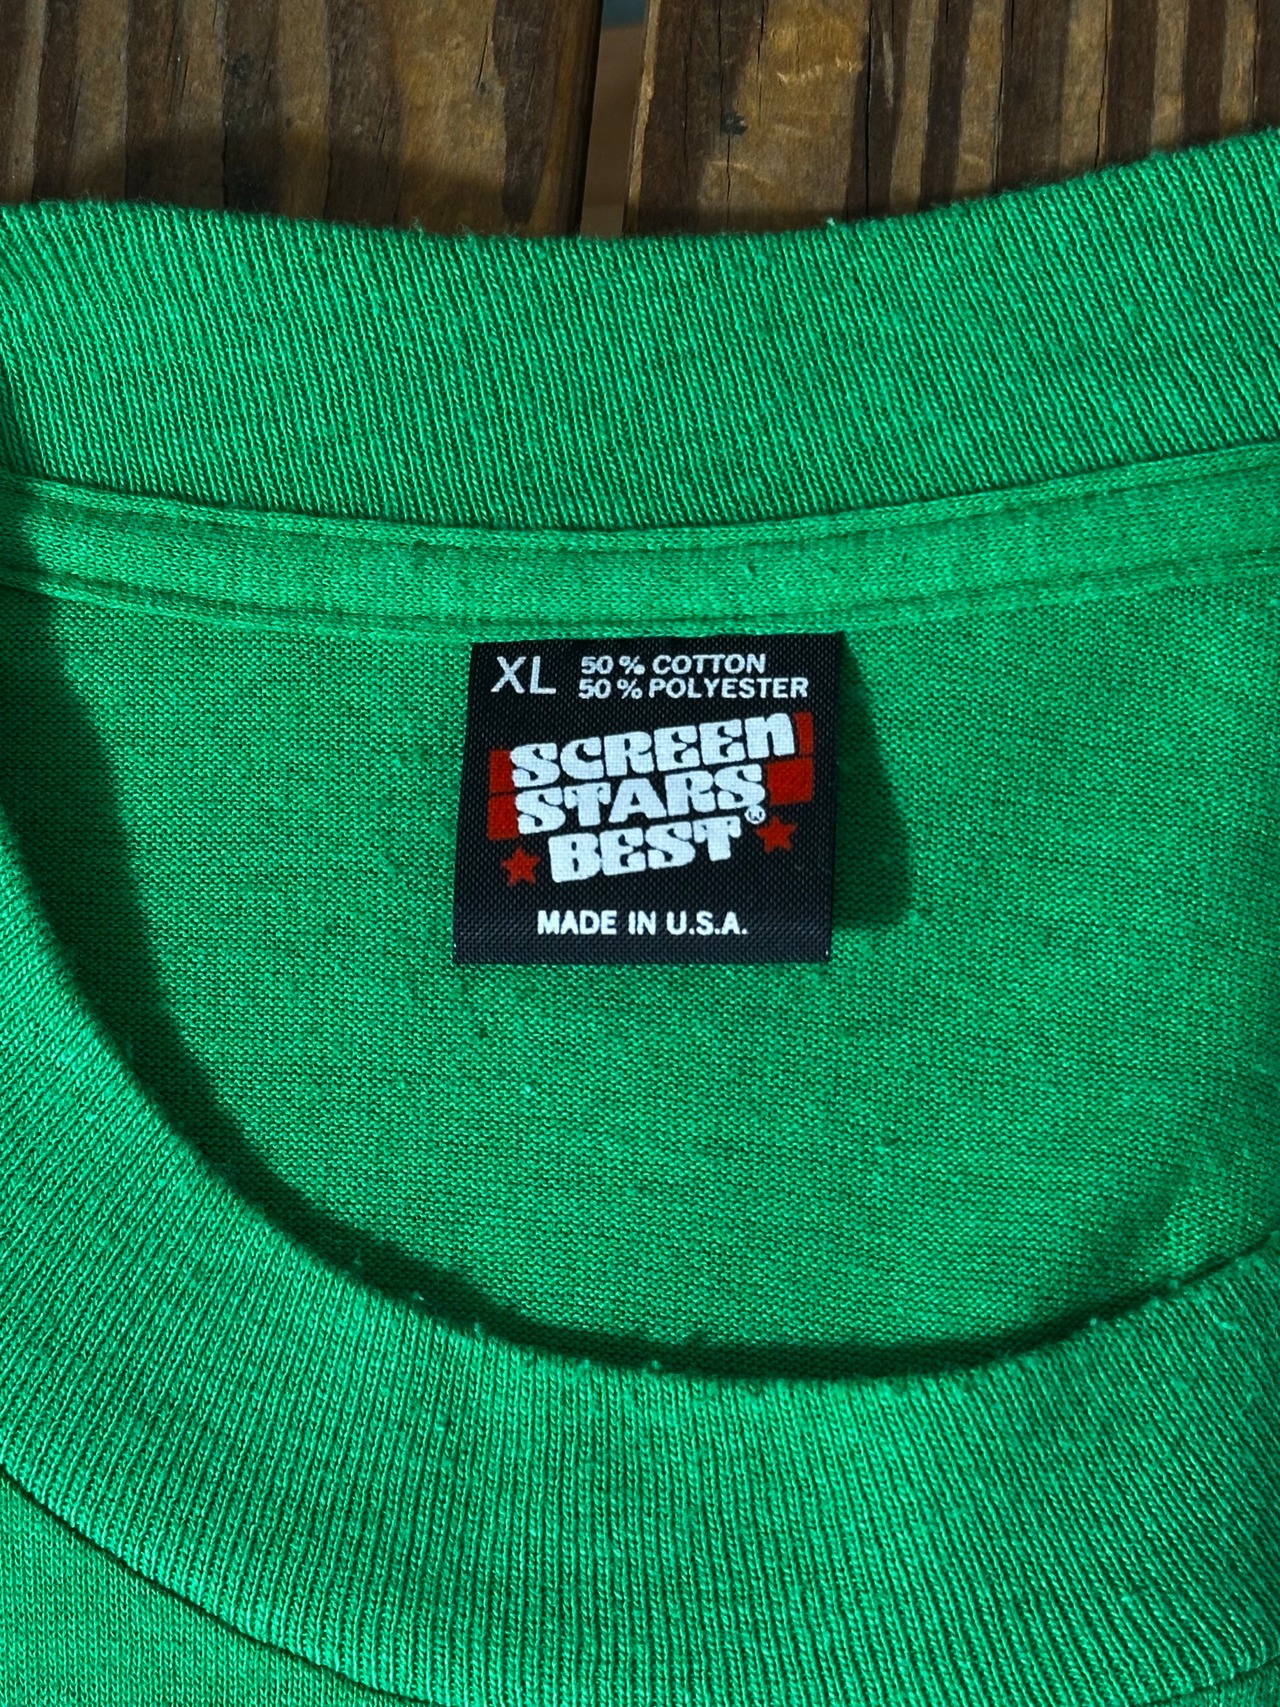 XL 50% COTTON
50% POLYESTER
SCREEN
STARS
BEST®
MADE IN U.S.A.